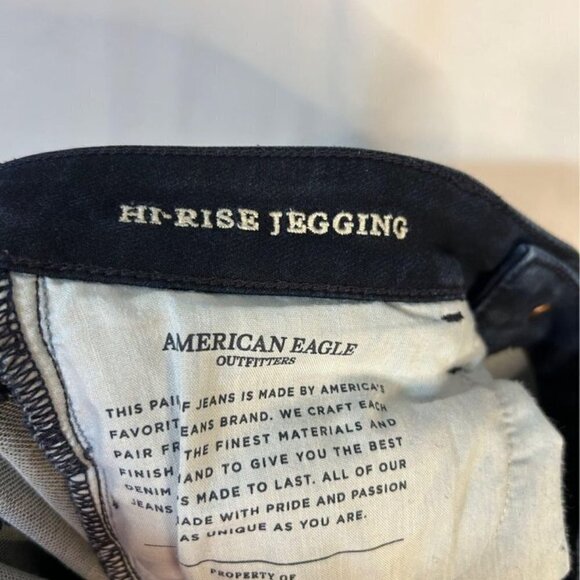 HI-RISE JEGGING
AMERICAN EAGLE
OUTFITTERS
THIS PAI F JEANS IS MADE BY AMERICA'S
FAVORIT EANS BRAND. WE CRAFT EACH
PAIR FR THE FINEST MATERIALS AND
FINISH AND TO GIVE YOU THE BEST
DENIM S MADE TO LAST. ALL OF OUR
JEANS ADE WITH PRIDE AND PASSION
AS UNIQUE AS YOU ARE.
PROPERTY OF